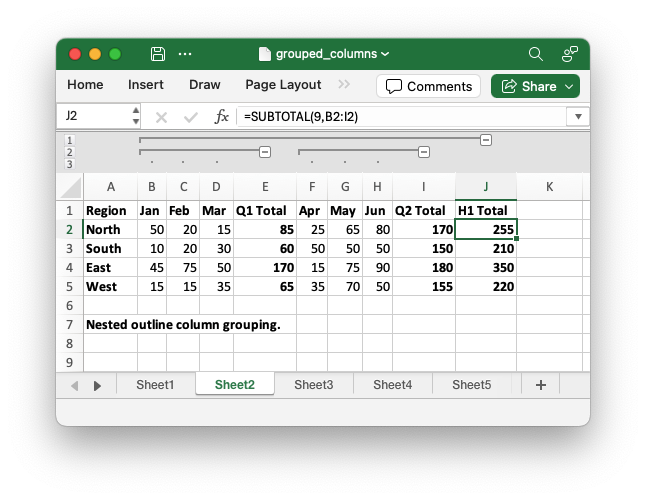 grouped_columns
Home Insert Draw Page Layout Comments Share
J2 fx =SUBTOTAL(9,B2:I2)
1
2
3
A B C D E F G H I J K
1 Region Jan Feb Mar Q1 Total Apr May Jun Q2 Total H1 Total
2 North 50 20 15 85 25 65 80 170 255
3 South 10 20 30 60 50 50 50 150 210
4 East 45 75 50 170 15 75 90 180 350
5 West 15 15 35 65 35 70 50 155 220
6
7 Nested outline column grouping.
8
9
Sheet1 Sheet2 Sheet3 Sheet4 Sheet5 +